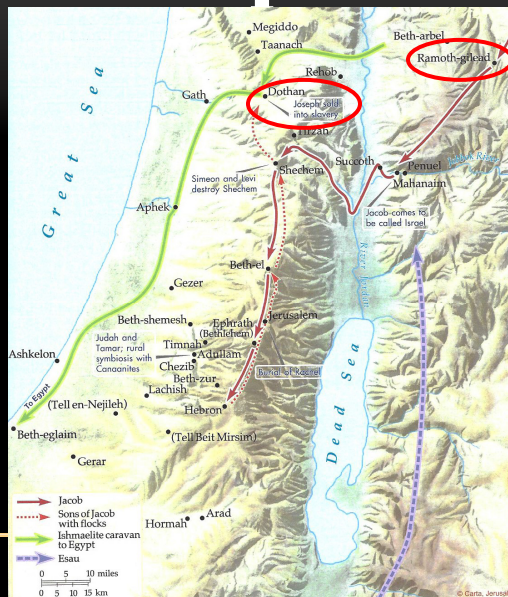 Megiddo
Taanach
Beth-arbel
Ramoth-gilead
Rehob
Gath
Dothan
Joseph sold
into slavery
Tirzah
Shechem
Succoth
Penuel
Mahanaim
Jabbok River
Simeon and Levi
destroy Shechem
Jacob comes to
be called Israel
Great Sea
Aphek
River Jordan
Beth-el
Gezer
Jerusalem
Beth-shemesh
Ephrath
(Bethlehem)
Judah and
Tamar; rural
symbiosis with
Canaanites
Timnah
Adullam
Chezib
Beth-zur
Burial of Rachel
Ashkelon
Lachish
Hebron
To Egypt
(Tell en-Nejileh)
Beth-eglaim
(Tell Beit Mirsim)
Gerar
Dead Sea
Hormah
Arad
Jacob
Sons of Jacob
with flocks
Ishmaelite caravan
to Egypt
Esau
0 5 10 miles
0 5 10 15 km
© Carta, Jerusal